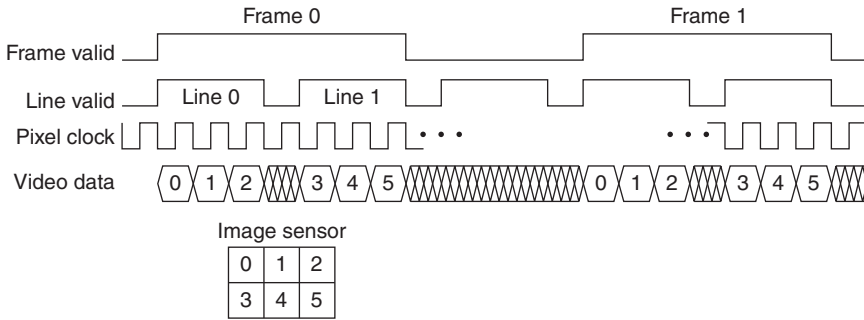 Frame 0 Frame 1
Frame valid
Line valid Line 0 Line 1
Pixel clock • • • • • •
Video data 0 1 2 3 4 5 0 1 2 3 4 5
Image sensor
0 1 2
3 4 5